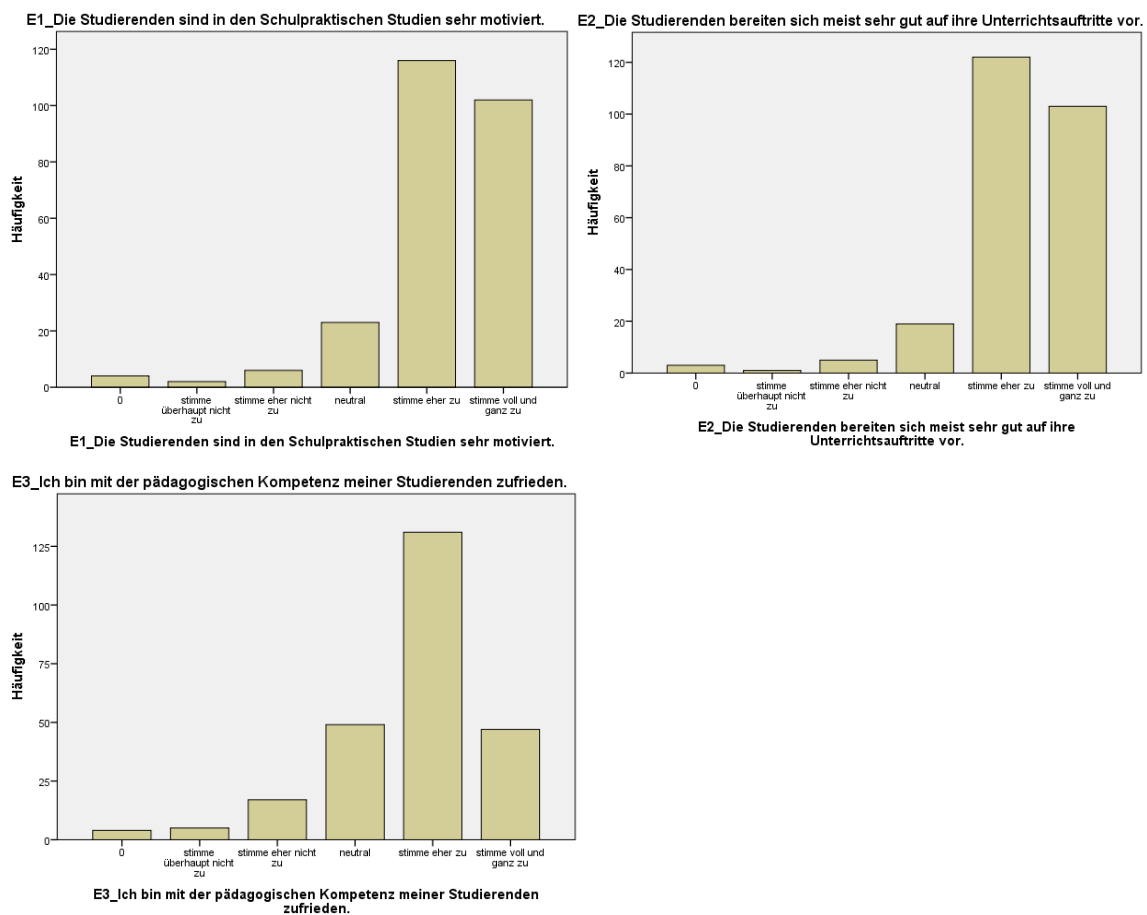 E1_Die Studierenden sind in den Schulpraktischen Studien sehr motiviert.
Häufigkeit
120
100
80
60
40
20
0
0
stimme
überhaupt nicht
zu
stimme eher nicht
zu
neutral
stimme eher zu
stimme voll und
ganz zu
E1_Die Studierenden sind in den Schulpraktischen Studien sehr motiviert.
E2_Die Studierenden bereiten sich meist sehr gut auf ihre Unterrichtsauftritte vor.
Häufigkeit
120
100
80
60
40
20
0
0
stimme
überhaupt nicht
zu
stimme eher nicht
zu
neutral
stimme eher zu
stimme voll und
ganz zu
E2_Die Studierenden bereiten sich meist sehr gut auf ihre
Unterrichtsauftritte vor.
E3_Ich bin mit der pädagogischen Kompetenz meiner Studierenden zufrieden.
Häufigkeit
125
100
75
50
25
0
0
stimme
überhaupt nicht
zu
stimme eher nicht
zu
neutral
stimme eher zu
stimme voll und
ganz zu
E3_Ich bin mit der pädagogischen Kompetenz meiner Studierenden
zufrieden.